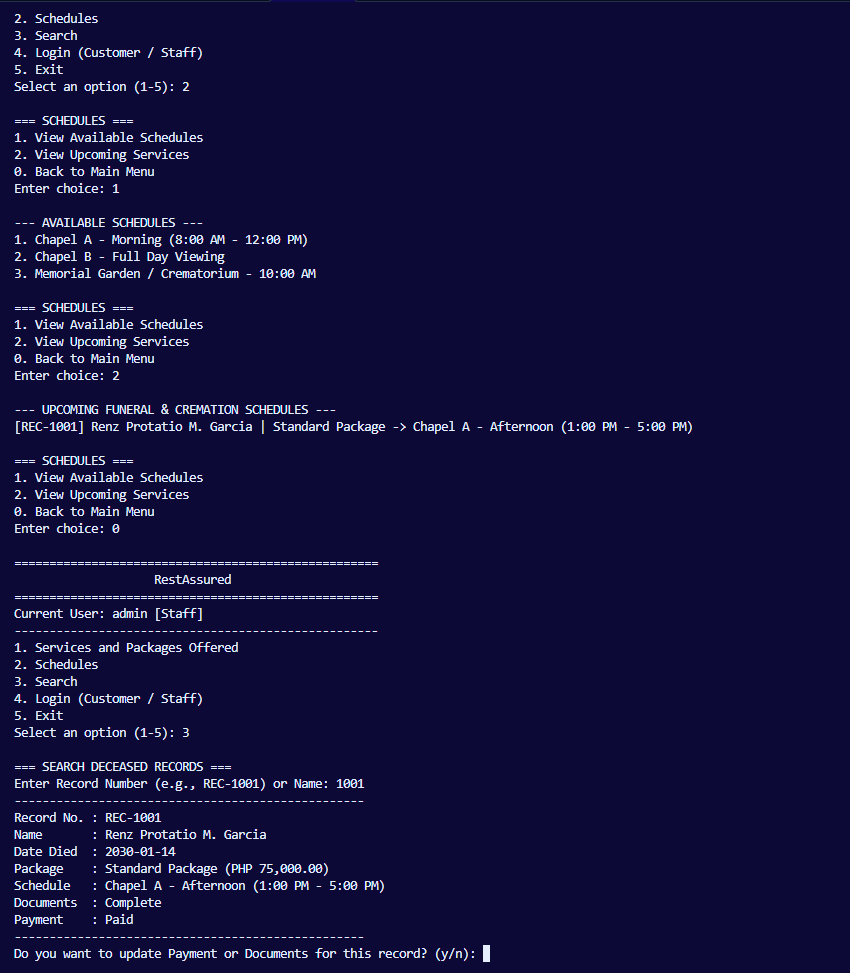 2. Schedules
3. Search
4. Login (Customer / Staff)
5. Exit
Select an option (1-5): 2

=== SCHEDULES ===
1. View Available Schedules
2. View Upcoming Services
0. Back to Main Menu
Enter choice: 1

--- AVAILABLE SCHEDULES ---
1. Chapel A - Morning (8:00 AM - 12:00 PM)
2. Chapel B - Full Day Viewing
3. Memorial Garden / Crematorium - 10:00 AM

=== SCHEDULES ===
1. View Available Schedules
2. View Upcoming Services
0. Back to Main Menu
Enter choice: 2

--- UPCOMING FUNERAL & CREMATION SCHEDULES ---
[REC-1001] Renz Protatio M. Garcia | Standard Package -> Chapel A - Afternoon (1:00 PM - 5:00 PM)

=== SCHEDULES ===
1. View Available Schedules
2. View Upcoming Services
0. Back to Main Menu
Enter choice: 0

====================================================
                    RestAssured
====================================================
Current User: admin [Staff]
----------------------------------------------------
1. Services and Packages Offered
2. Schedules
3. Search
4. Login (Customer / Staff)
5. Exit
Select an option (1-5): 3

=== SEARCH DECEASED RECORDS ===
Enter Record Number (e.g., REC-1001) or Name: 1001
--------------------------------------------------
Record No. : REC-1001
Name       : Renz Protatio M. Garcia
Date Died  : 2030-01-14
Package    : Standard Package (PHP 75,000.00)
Schedule   : Chapel A - Afternoon (1:00 PM - 5:00 PM)
Documents  : Complete
Payment    : Paid
--------------------------------------------------
Do you want to update Payment or Documents for this record? (y/n):